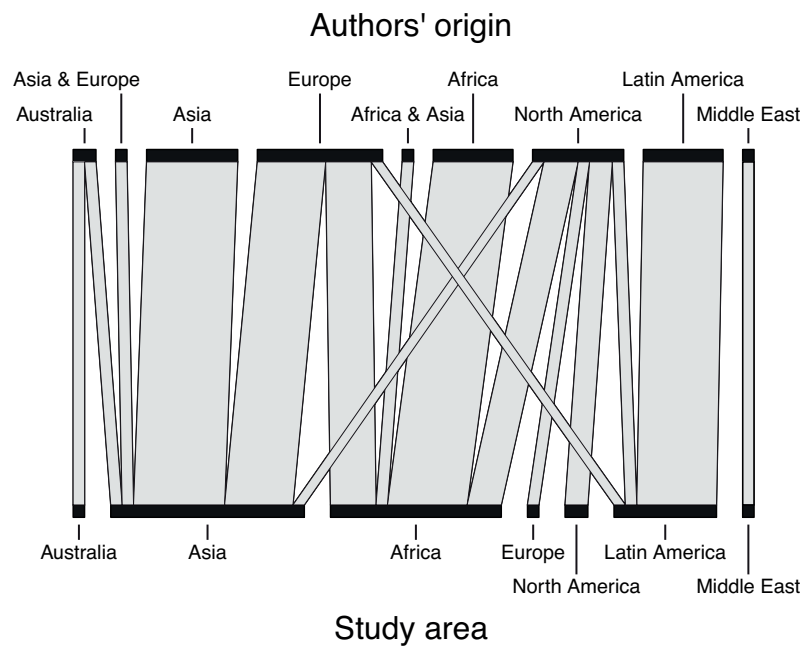 Authors' origin
Asia & Europe Europe Africa Latin America
Australia Asia Africa & Asia North America Middle East
Australia Asia Africa Europe Latin America
North America Middle East
Study area